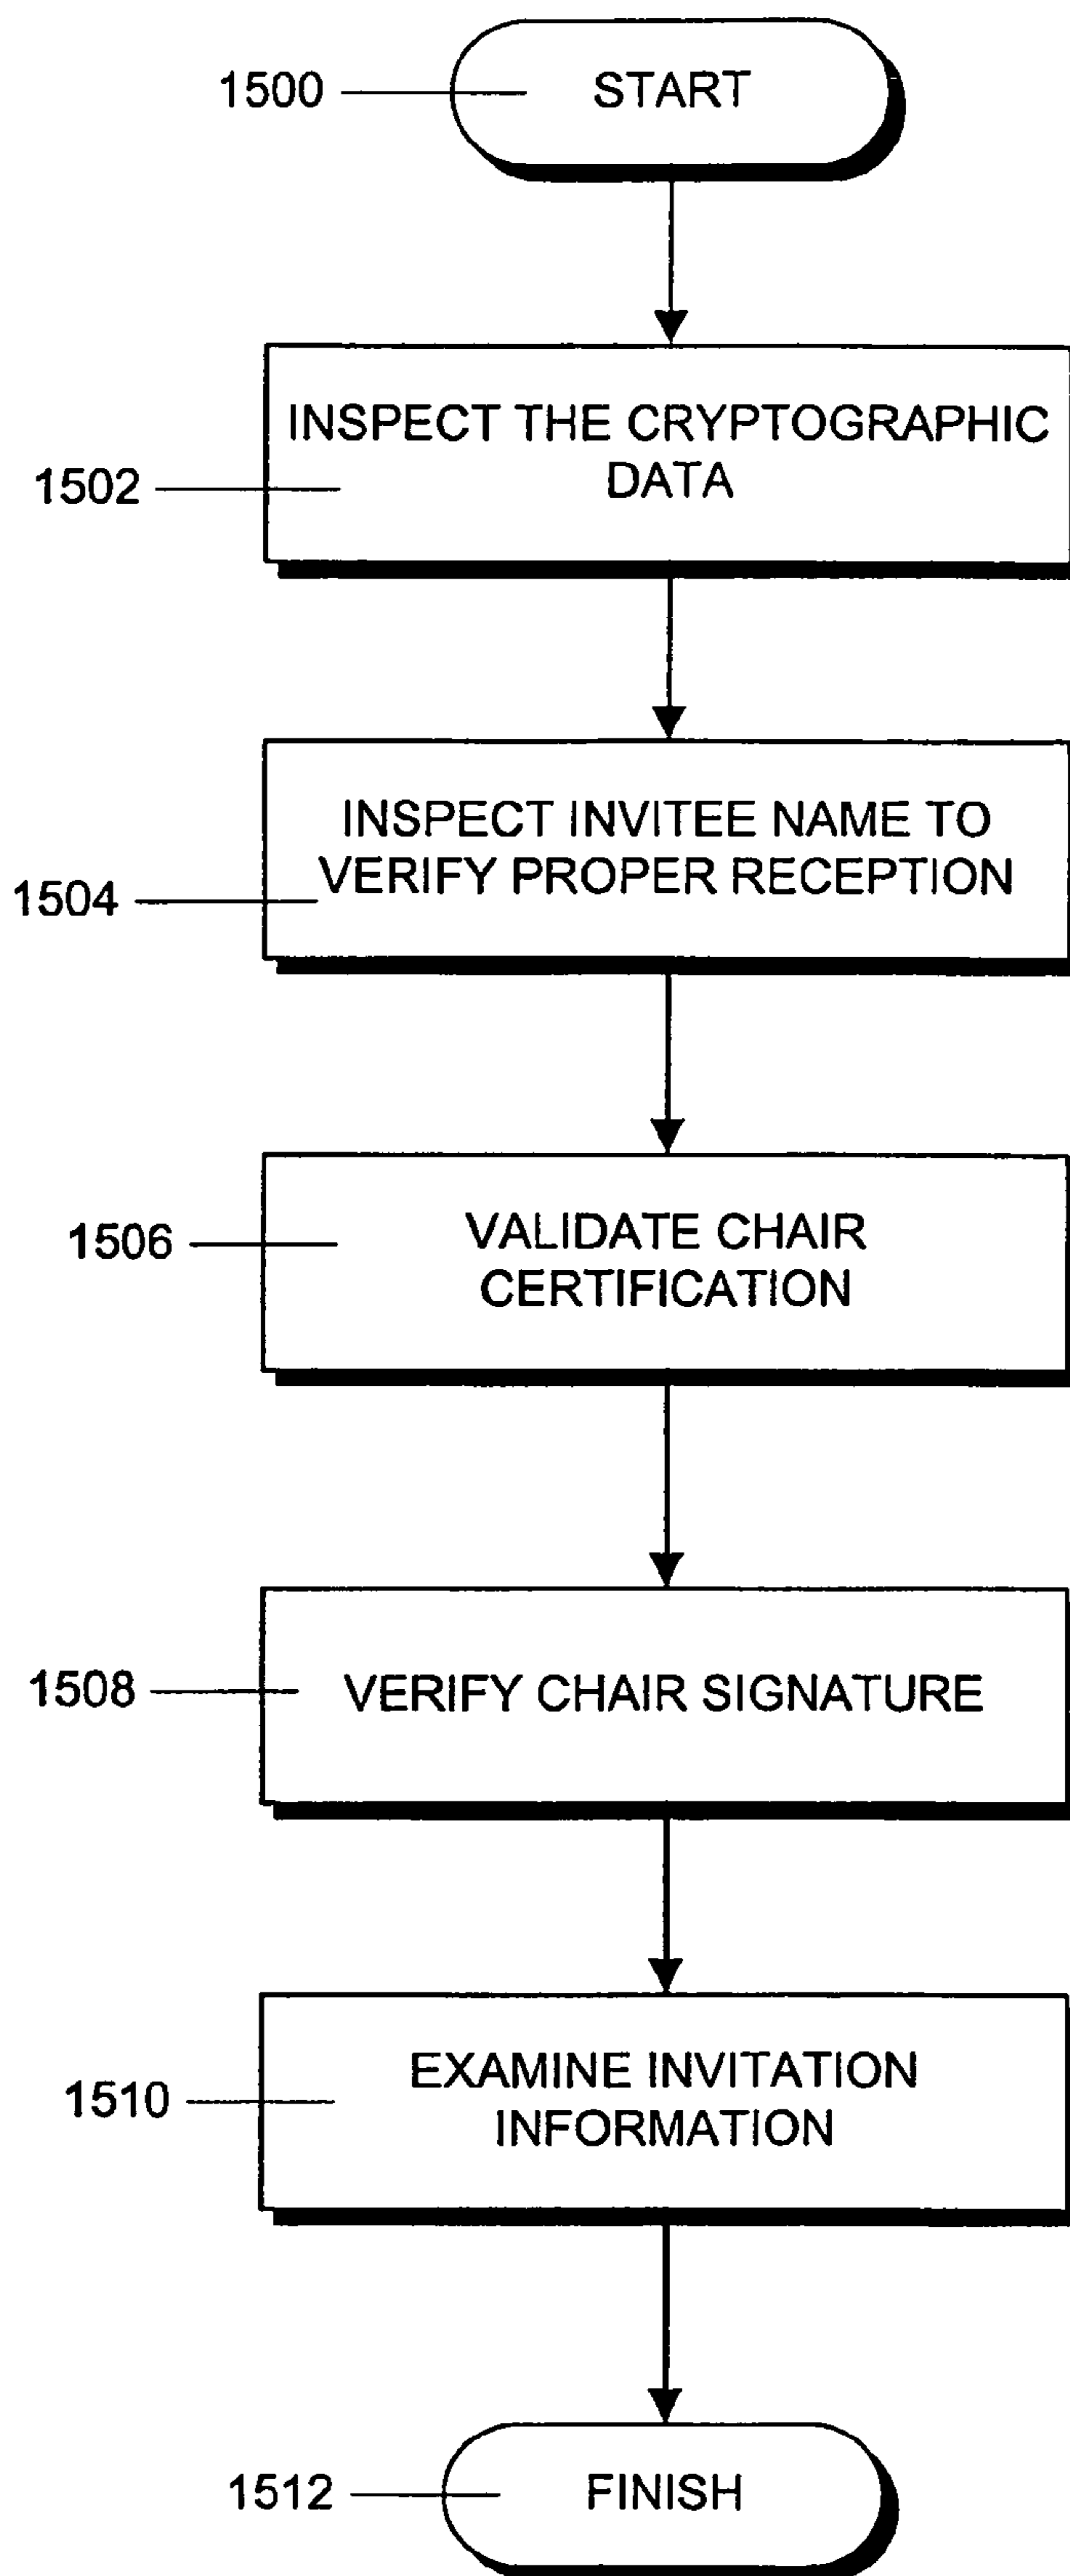 1500
START
INSPECT THE CRYPTOGRAPHIC
DATA
1502
INSPECT INVITEE NAME TO
VERIFY PROPER RECEPTION
1504
VALIDATE CHAIR
CERTIFICATION
1506
VERIFY CHAIR SIGNATURE
1508
EXAMINE INVITATION
INFORMATION
1510
FINISH
1512